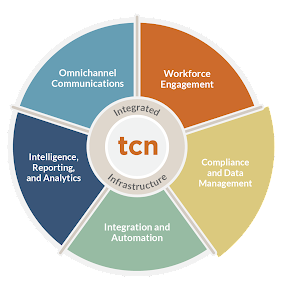 Omnichannel
Communications
Workforce
Engagement
Integrated
tcn
Infrastructure
Intelligence,
Reporting,
and Analytics
Compliance
and Data
Management
Integration and
Automation